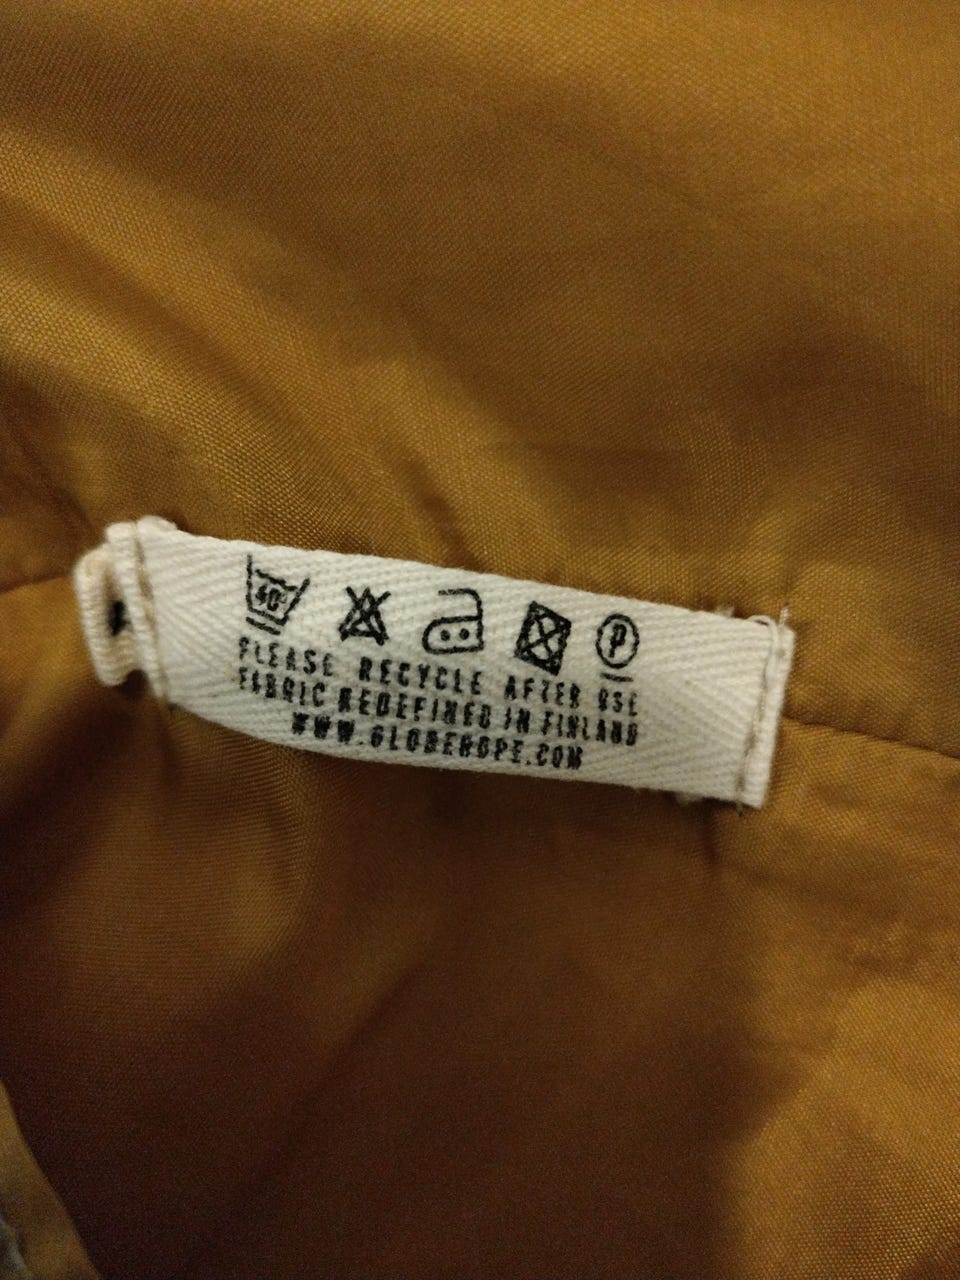 40°
P
PLEASE RECYCLE AFTER USE
FABRIC REDEFINED IN FINLAND
WWW.GLOBEHOPE.COM